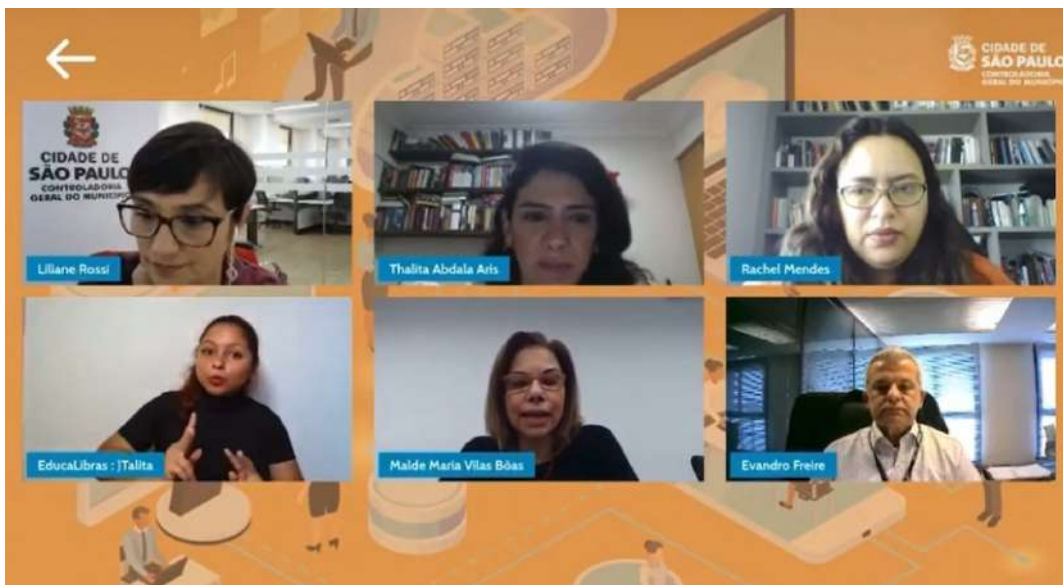 CIDADE DE
SÃO PAULO
CONTROLADORIA
GERAL DO MUNICÍPIO
CIDADE DE
SÃO PAULO
CONTROLADORIA
GERAL DO MUNICÍPI
Liliane Rossi
Thalita Abdala Aris
Rachel Mendes
EducaLibras : JTalita
Maide Maria Vilas Bôas
Evandro Freire